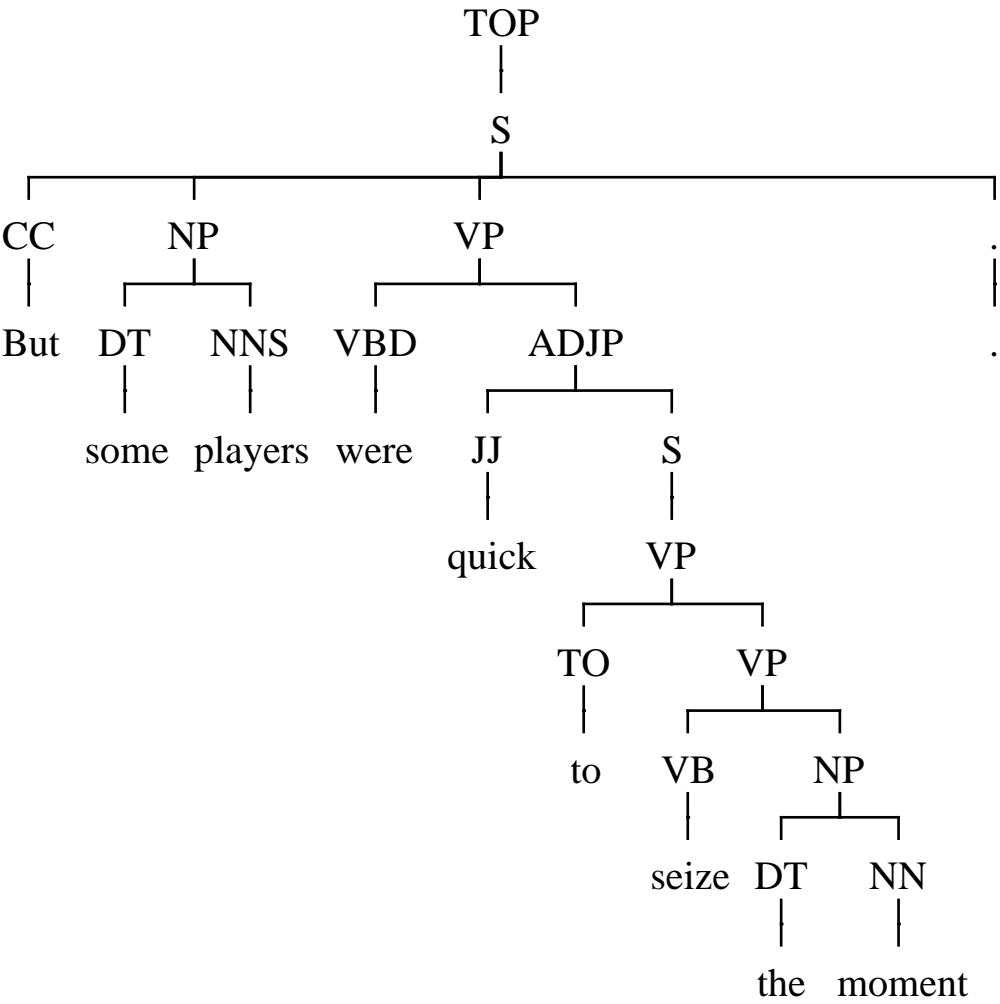 TOP
S
CC NP VP .
But DT NNS VBD ADJP .
some players were JJ S
quick VP
TO VP
to VB NP
seize DT NN
the moment